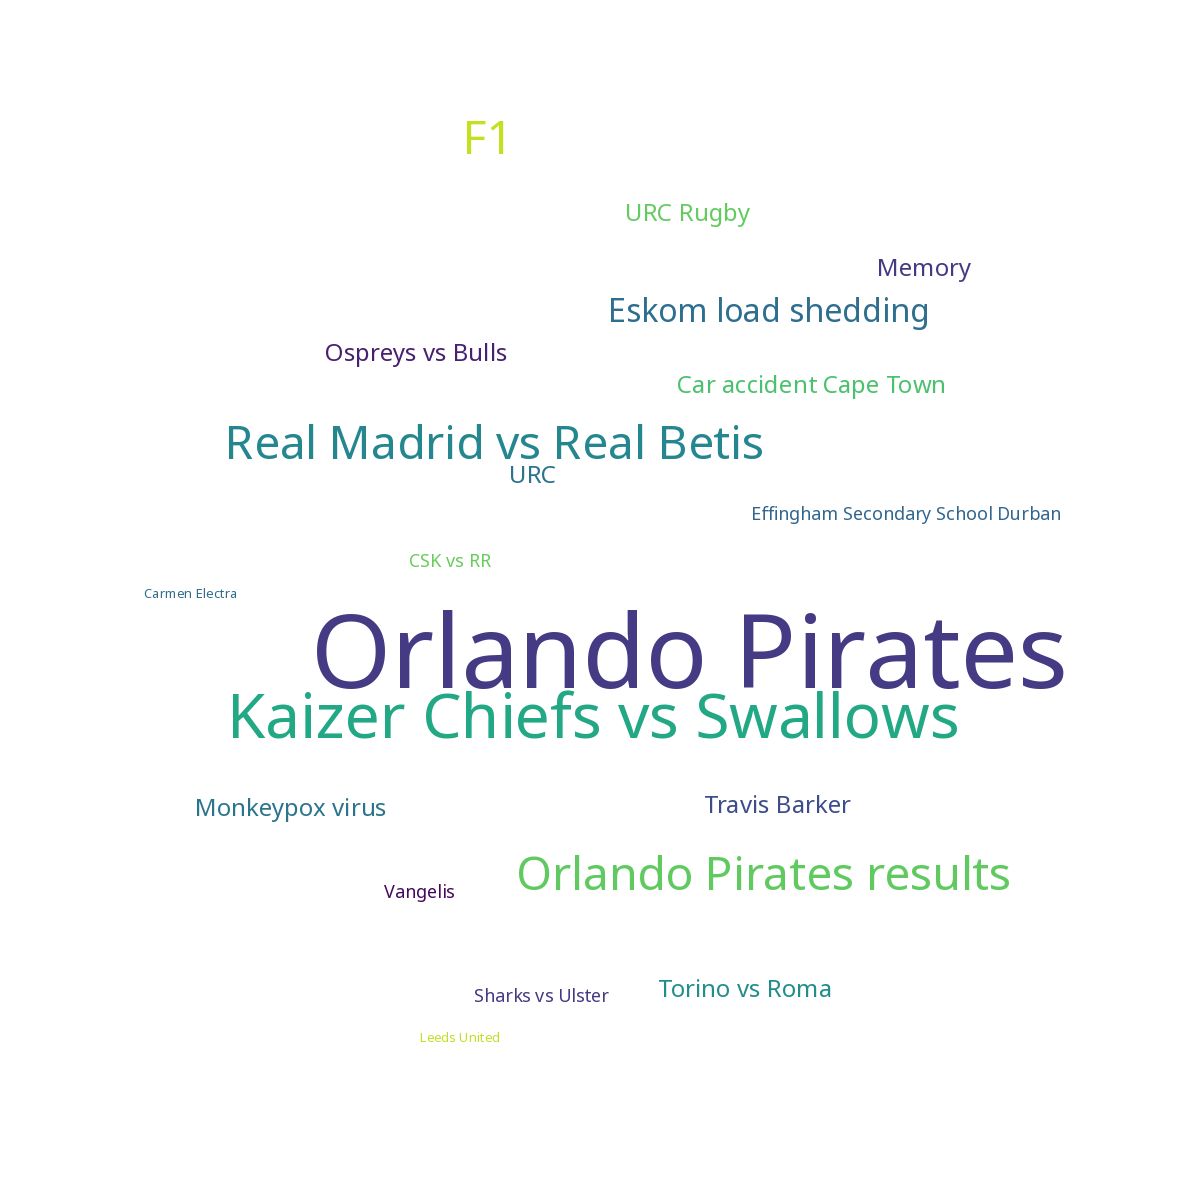 F1
URC Rugby
Memory
Eskom load shedding
Ospreys vs Bulls
Car accident Cape Town
Real Madrid vs Real Betis
URC
Effingham Secondary School Durban
CSK vs RR
Carmen Electra
Orlando Pirates
Kaizer Chiefs vs Swallows
Monkeypox virus
Travis Barker
Orlando Pirates results
Vangelis
Sharks vs Ulster
Torino vs Roma
Leeds United